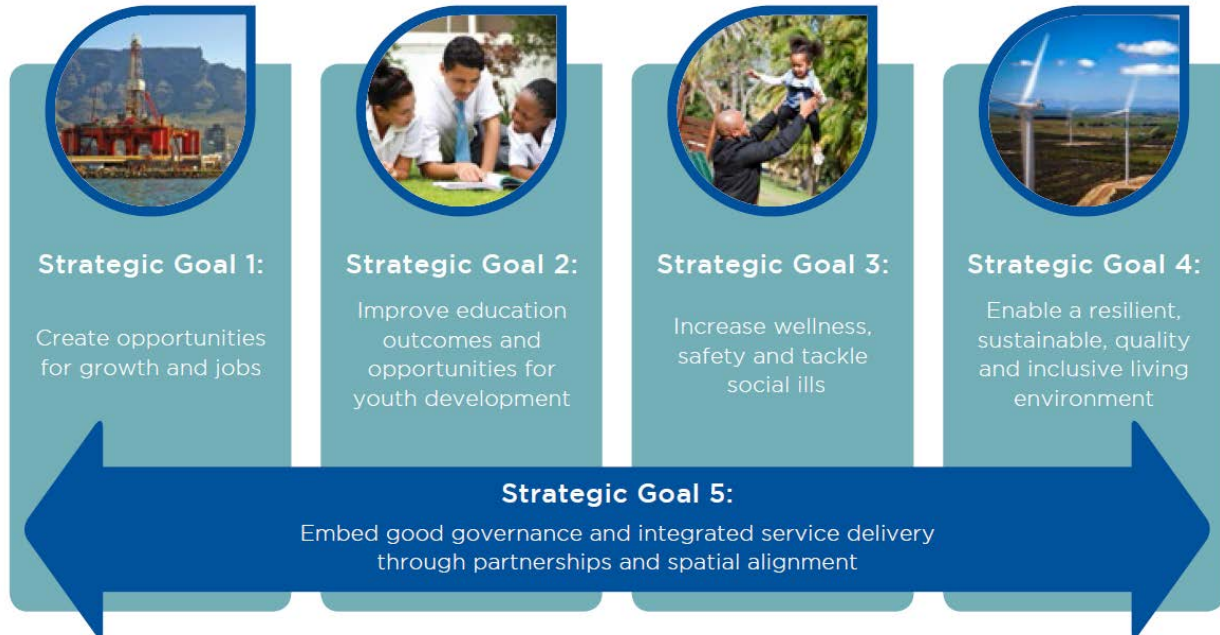 Strategic Goal 1:
Create opportunities
for growth and jobs
Strategic Goal 2:
Improve education
outcomes and
opportunities for
youth development
Strategic Goal 3:
Increase wellness,
safety and tackle
social ills
Strategic Goal 4:
Enable a resilient,
sustainable, quality
and inclusive living
environment
Strategic Goal 5:
Embed good governance and integrated service delivery
through partnerships and spatial alignment